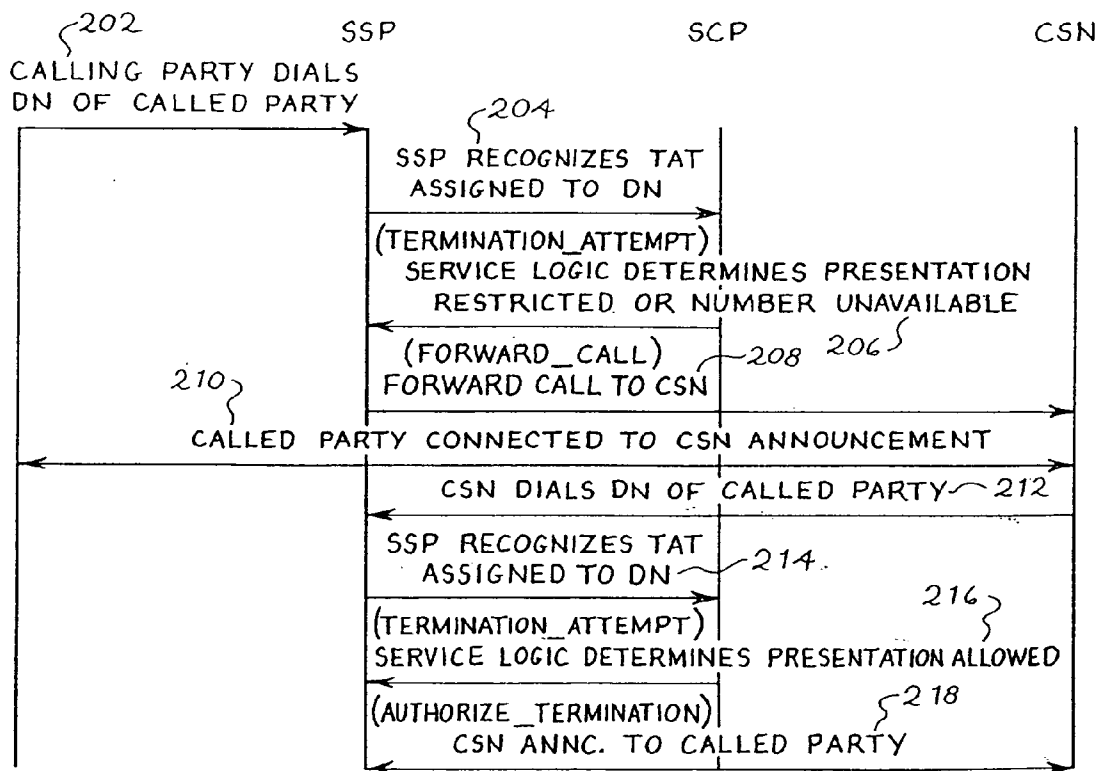 202 SSP SCP CSN
CALLING PARTY DIALS
DN OF CALLED PARTY
204
SSP RECOGNIZES TAT
ASSIGNED TO DN
(TERMINATION_ATTEMPT)
SERVICE LOGIC DETERMINES PRESENTATION
RESTRICTED OR NUMBER UNAVAILABLE
206
(FORWARD_CALL)
208
FORWARD CALL TO CSN
210
CALLED PARTY CONNECTED TO CSN ANNOUNCEMENT
CSN DIALS DN OF CALLED PARTY 212
SSP RECOGNIZES TAT
ASSIGNED TO DN 214
216
(TERMINATION_ATTEMPT)
SERVICE LOGIC DETERMINES PRESENTATION ALLOWED
218
(AUTHORIZE_TERMINATION)
CSN ANNC. TO CALLED PARTY